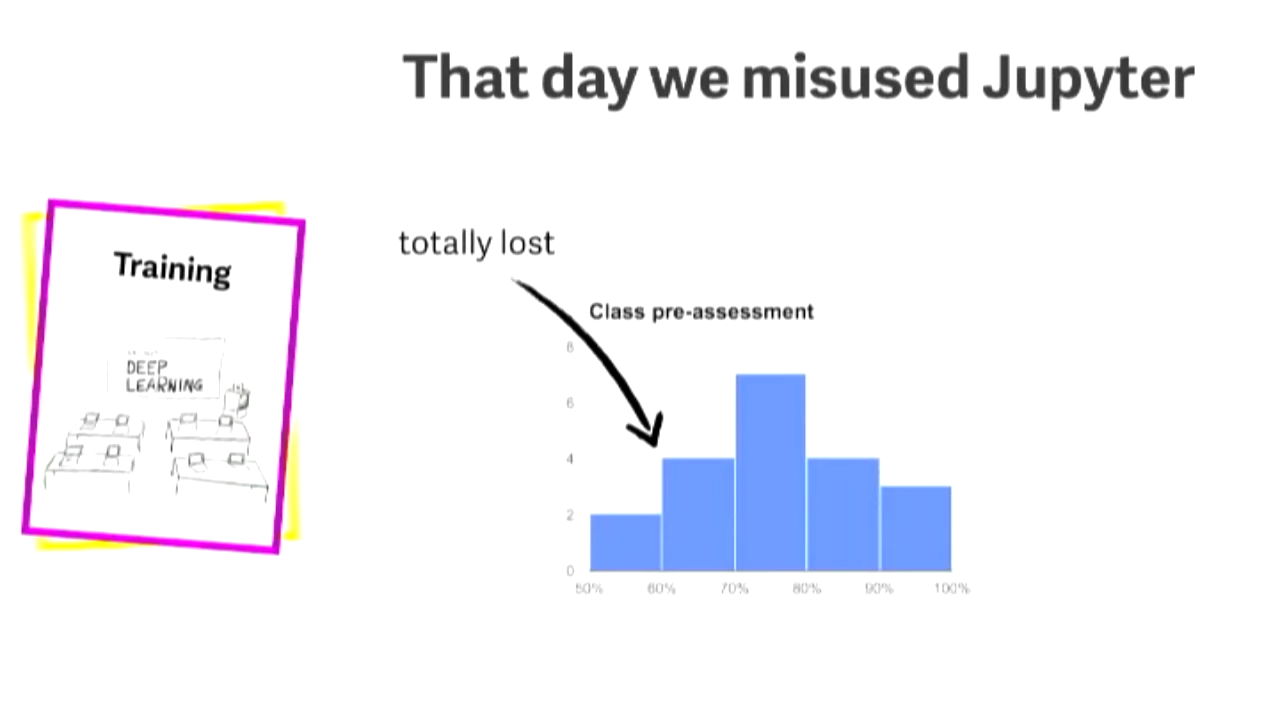 That day we misused Jupyter
Training
DEEP
LEARNING
totally lost
Class pre-assessment
8
6
4
2
0
50%
60%
70%
80%
90%
100%